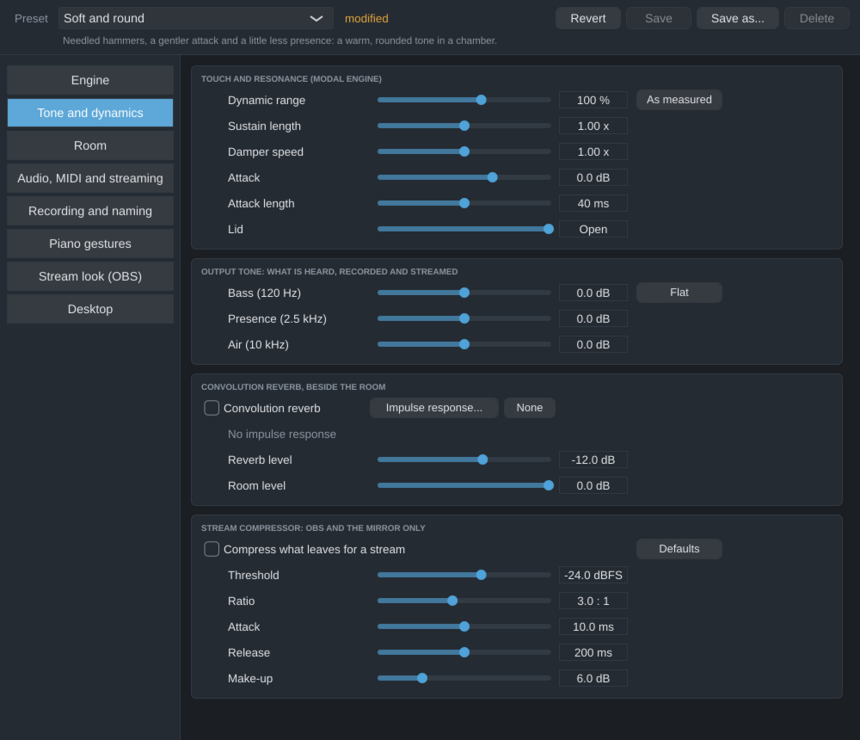 Preset Soft and round modified Revert Save Save as... Delete
Needled hammers, a gentler attack and a little less presence: a warm, rounded tone in a chamber.
Engine
Tone and dynamics
Room
Audio, MIDI and streaming
Recording and naming
Piano gestures
Stream look (OBS)
Desktop
TOUCH AND RESONANCE (MODAL ENGINE)
Dynamic range 100 % As measured
Sustain length 1.00 x
Damper speed 1.00 x
Attack 0.0 dB
Attack length 40 ms
Lid Open
OUTPUT TONE: WHAT IS HEARD, RECORDED AND STREAMED
Bass (120 Hz) 0.0 dB Flat
Presence (2.5 kHz) 0.0 dB
Air (10 kHz) 0.0 dB
CONVOLUTION REVERB, BESIDE THE ROOM
Convolution reverb Impulse response... None
No impulse response
Reverb level -12.0 dB
Room level 0.0 dB
STREAM COMPRESSOR: OBS AND THE MIRROR ONLY
Compress what leaves for a stream Defaults
Threshold -24.0 dBFS
Ratio 3.0 : 1
Attack 10.0 ms
Release 200 ms
Make-up 6.0 dB